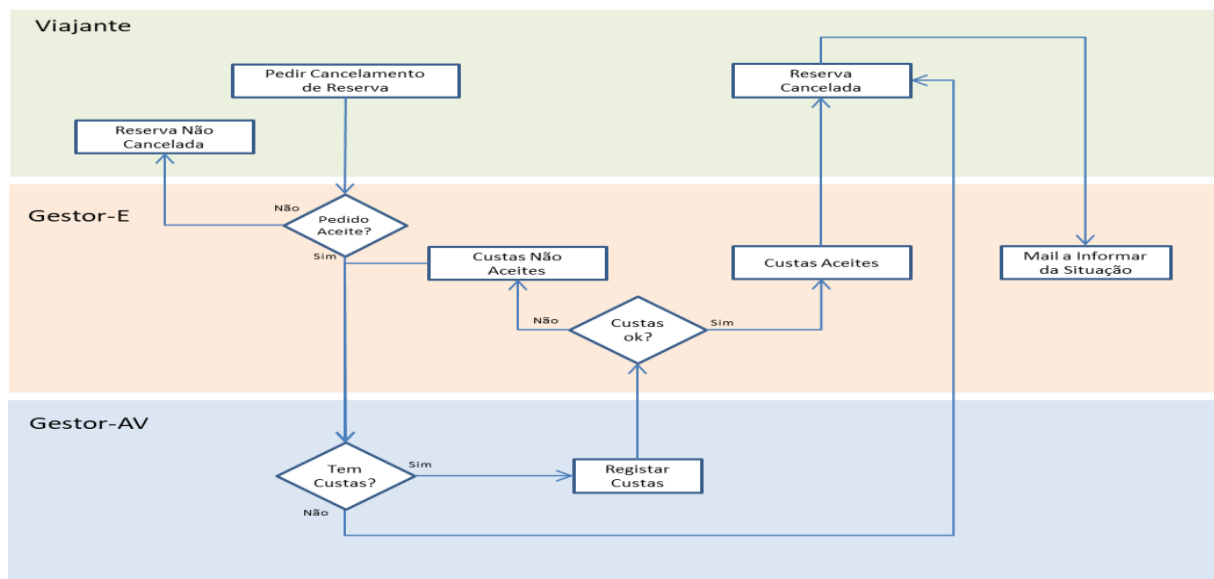 Viajante
Pedir Cancelamento
de Reserva
Reserva
Cancelada
Reserva Não
Cancelada
Gestor-E
Não
Pedido
Aceite?
Sim
Custas Não
Aceites
Custas Aceites
Mail a Informar
da Situação
Não
Custas
ok?
Sim
Gestor-AV
Tem
Custas?
Sim
Registar
Custas
Não